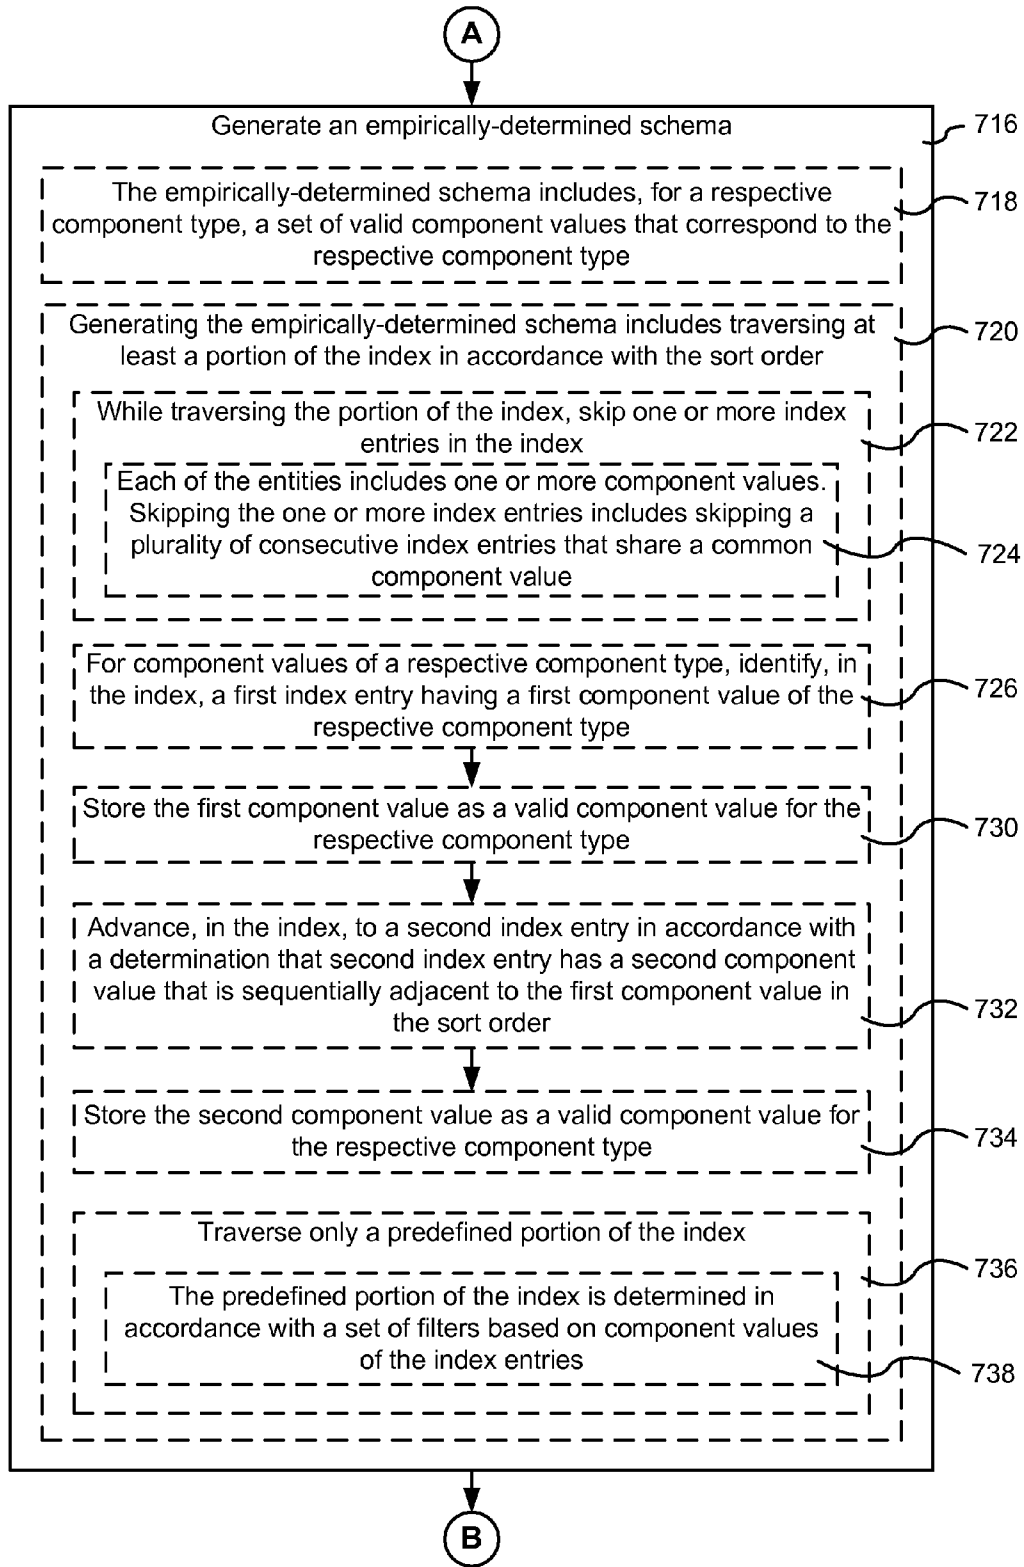 A
Generate an empirically-determined schema
716
The empirically-determined schema includes, for a respective
component type, a set of valid component values that correspond to the
respective component type
718
Generating the empirically-determined schema includes traversing at
least a portion of the index in accordance with the sort order
720
While traversing the portion of the index, skip one or more index
entries in the index
722
Each of the entities includes one or more component values.
Skipping the one or more index entries includes skipping a
plurality of consecutive index entries that share a common
component value
724
For component values of a respective component type, identify, in
the index, a first index entry having a first component value of the
respective component type
726
Store the first component value as a valid component value for the
respective component type
730
Advance, in the index, to a second index entry in accordance with
a determination that second index entry has a second component
value that is sequentially adjacent to the first component value in
the sort order
732
Store the second component value as a valid component value for
the respective component type
734
Traverse only a predefined portion of the index
736
The predefined portion of the index is determined in
accordance with a set of filters based on component values
of the index entries
738
B